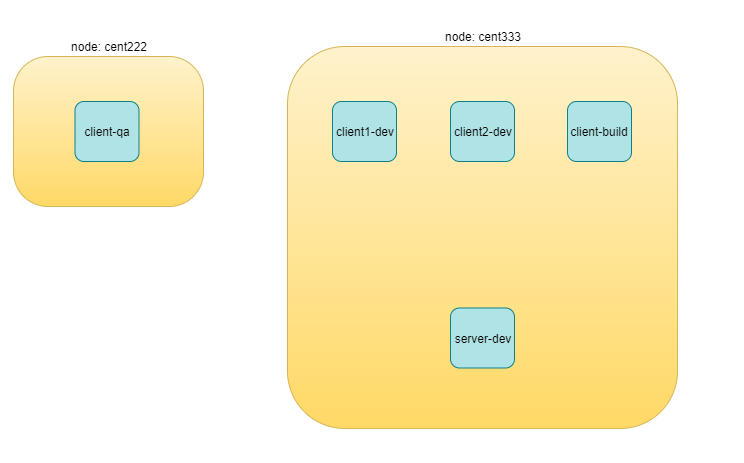 node: cent222
node: cent333
client-qa
client1-dev
client2-dev
client-build
server-dev